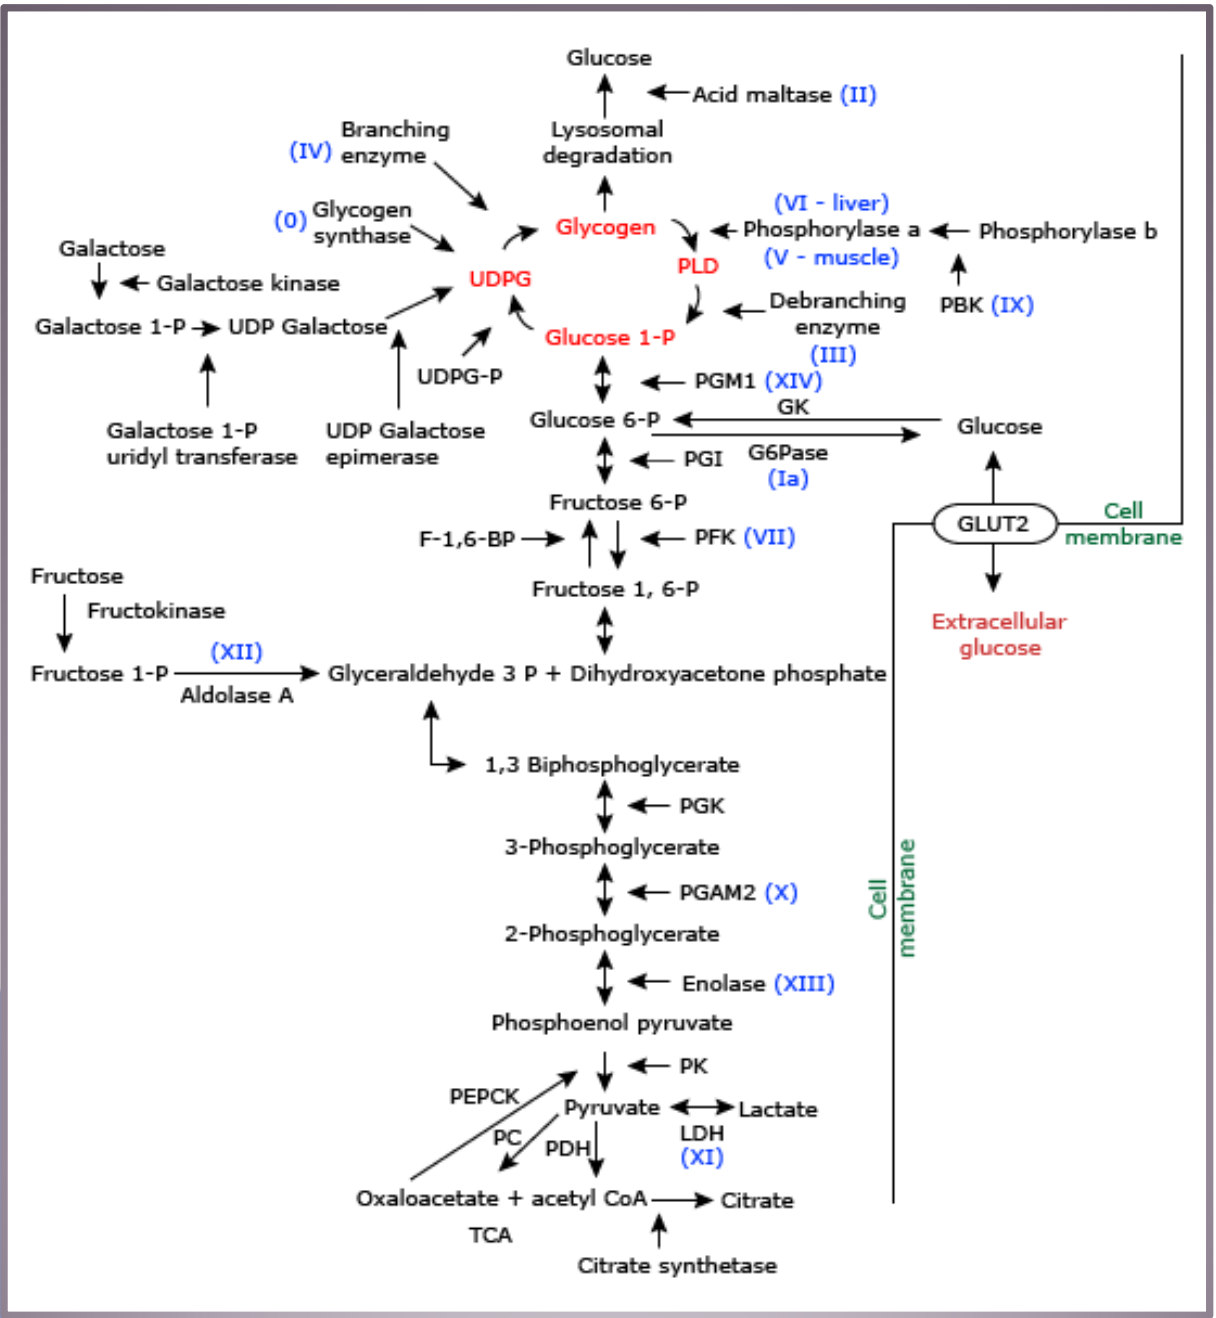 Glucose
Acid maltase (II)
Branching
enzyme
(IV)
Lysosomal
degradation
(VI - liver)
(0)
Glycogen
synthase
Glycogen
Phosphorylase a
Phosphorylase b
(V - muscle)
Galactose
PLD
UDPG
Galactose kinase
Debranching
enzyme
(III)
PBK (IX)
Galactose 1-P
UDP Galactose
Glucose 1-P
UDPG-P
PGM1 (XIV)
GK
Glucose 6-P
Glucose
Galactose 1-P
uridyl transferase
UDP Galactose
epimerase
PGI
G6Pase
(Ia)
Fructose 6-P
GLUT2
Cell
membrane
F-1,6-BP
PFK (VII)
Fructose
Fructose 1, 6-P
Fructokinase
Extracellular
glucose
(XII)
Fructose 1-P
Aldolase A
Glyceraldehyde 3 P + Dihydroxyacetone phosphate
1,3 Biphosphoglycerate
PGK
3-Phosphoglycerate
Cell
membrane
PGAM2 (X)
2-Phosphoglycerate
Enolase (XIII)
Phosphoenol pyruvate
PK
PEPCK
Pyruvate
Lactate
PC
PDH
LDH
(XI)
Oxaloacetate + acetyl CoA
Citrate
TCA
Citrate synthetase